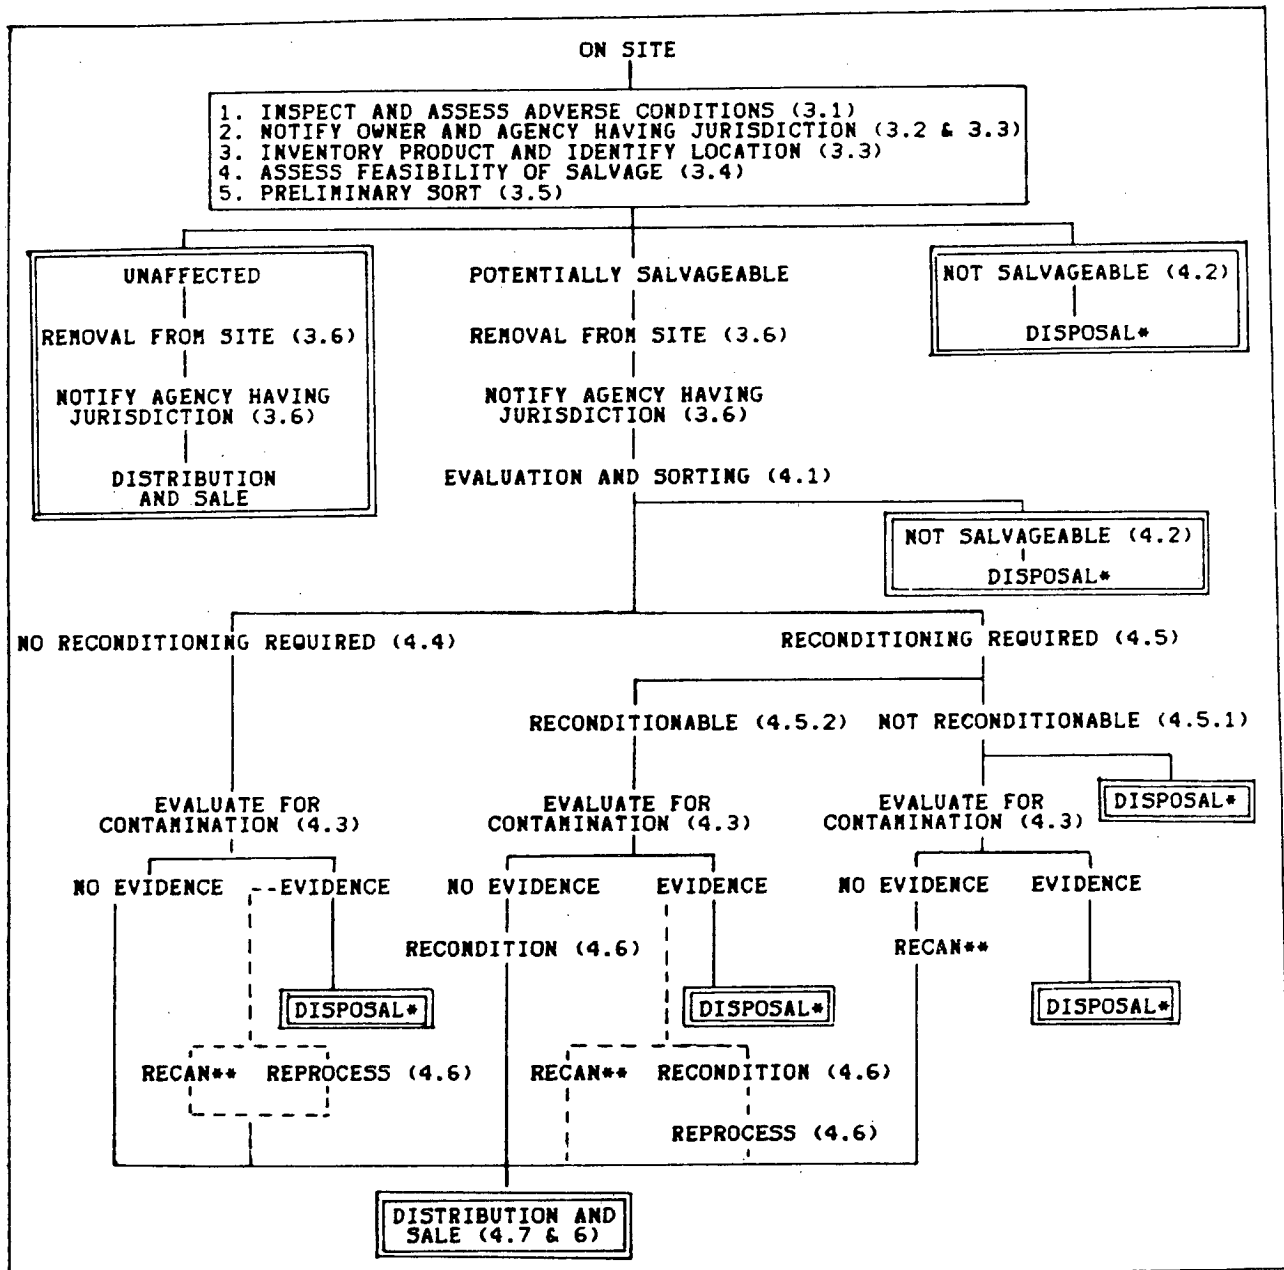 ON SITE
1. INSPECT AND ASSESS ADVERSE CONDITIONS (3.1)
2. NOTIFY OWNER AND AGENCY HAVING JURISDICTION (3.2 & 3.3)
3. INVENTORY PRODUCT AND IDENTIFY LOCATION (3.3)
4. ASSESS FEASIBILITY OF SALVAGE (3.4)
5. PRELIMINARY SORT (3.5)
UNAFFECTED
REMOVAL FROM SITE (3.6)
NOTIFY AGENCY HAVING
JURISDICTION (3.6)
DISTRIBUTION
AND SALE
POTENTIALLY SALVAGEABLE
REMOVAL FROM SITE (3.6)
NOTIFY AGENCY HAVING
JURISDICTION (3.6)
EVALUATION AND SORTING (4.1)
NOT SALVAGEABLE (4.2)
DISPOSAL*
NOT SALVAGEABLE (4.2)
DISPOSAL*
NO RECONDITIONING REQUIRED (4.4)
RECONDITIONING REQUIRED (4.5)
RECONDITIONABLE (4.5.2)
NOT RECONDITIONABLE (4.5.1)
DISPOSAL*
EVALUATE FOR
CONTAMINATION (4.3)
EVALUATE FOR
CONTAMINATION (4.3)
EVALUATE FOR
CONTAMINATION (4.3)
NO EVIDENCE
--EVIDENCE
NO EVIDENCE
EVIDENCE
NO EVIDENCE
EVIDENCE
RECONDITION (4.6)
RECAN**
DISPOSAL*
DISPOSAL*
DISPOSAL*
RECAN**
REPROCESS (4.6)
RECAN**
RECONDITION (4.6)
REPROCESS (4.6)
DISTRIBUTION AND
SALE (4.7 & 6)